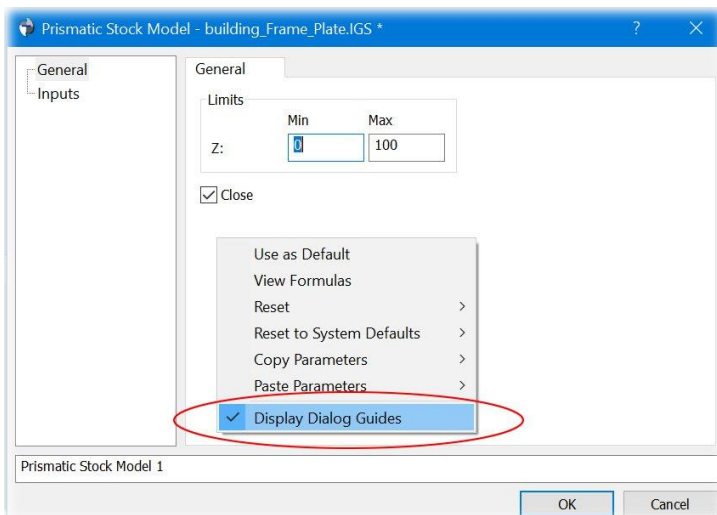 Prismatic Stock Model - building_Frame_Plate.IGS *
General
Inputs
General
Limits
Min Max
Z: 0 100
Close
Use as Default
View Formulas
Reset
Reset to System Defaults
Copy Parameters
Paste Parameters
Display Dialog Guides
Prismatic Stock Model 1
OK Cancel